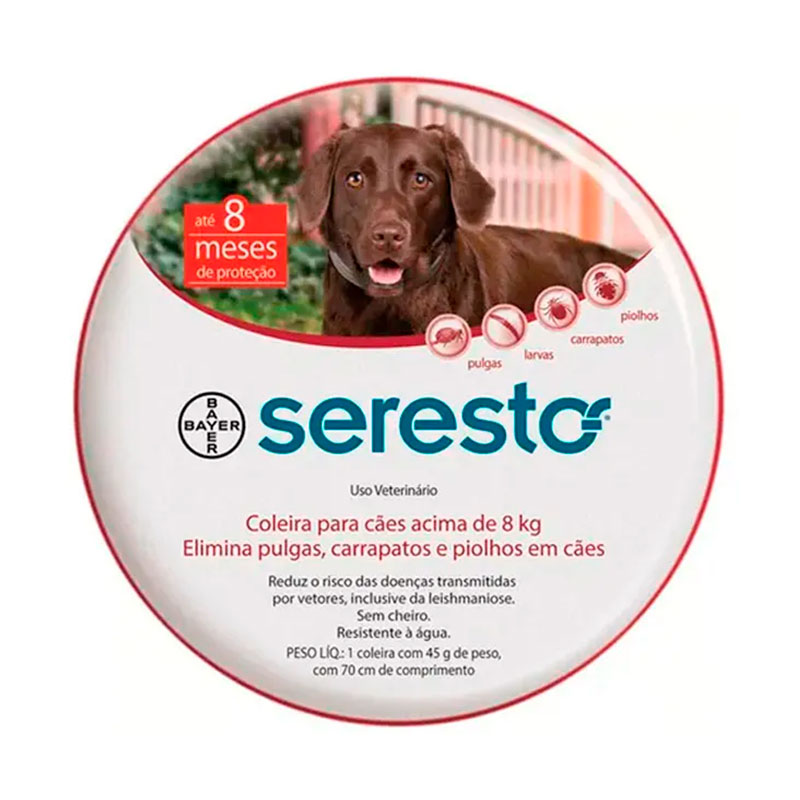 até 8
meses
de proteção
pulgas
larvas
carrapatos
piolhos
BAYER
BAYER
seresto®
Uso Veterinário
Coleira para cães acima de 8 kg
Elimina pulgas, carrapatos e piolhos em cães
Reduz o risco das doenças transmitidas
por vetores, inclusive da leishmaniose.
Sem cheiro.
Resistente à água.
PESO LÍQ.: 1 coleira com 45 g de peso,
com 70 cm de comprimento